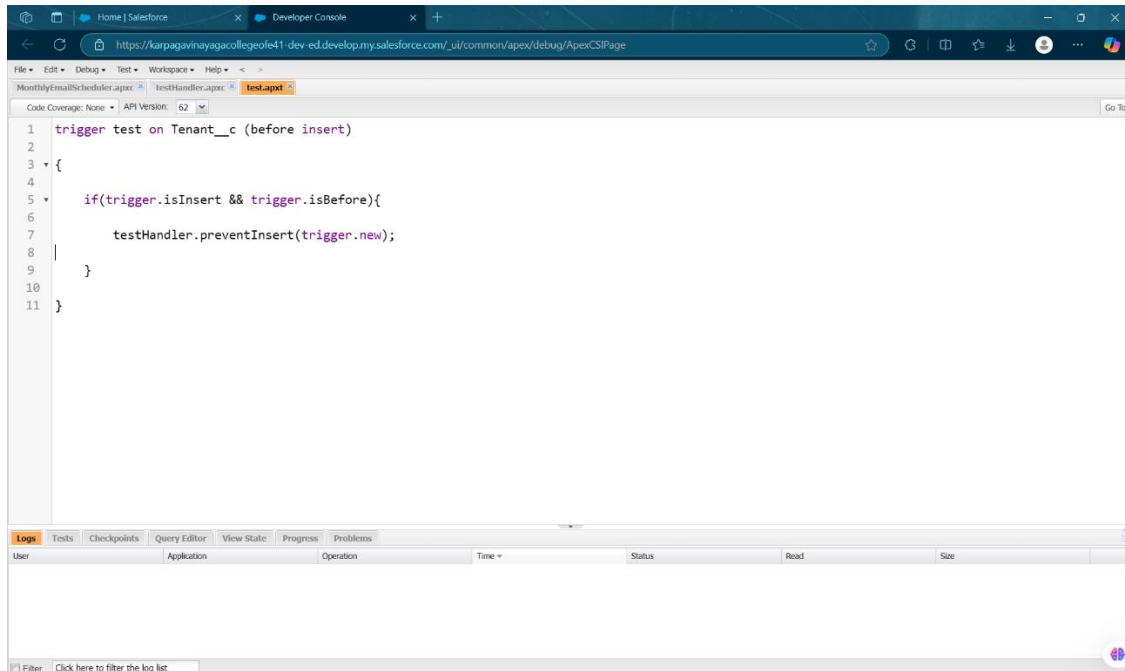 Home | Salesforce
Developer Console
https://karpagavinayagacollegeofe41-dev-ed.develop.my.salesforce.com/_ui/common/apex/debug/ApexCSIPage
File Edit Debug Test Workspace Help < >
MonthlyEmailScheduler.apxc testHandler.apxc test.apxt
Code Coverage: None API Version: 62 Go To
1 trigger test on Tenant__c (before insert)
2
3 {
4
5 if(trigger.isInsert && trigger.isBefore){
6
7 testHandler.preventInsert(trigger.new);
8
9 }
10
11 }
Logs Tests Checkpoints Query Editor View State Progress Problems
User Application Operation Time Status Read Size
Filter Click here to filter the log list